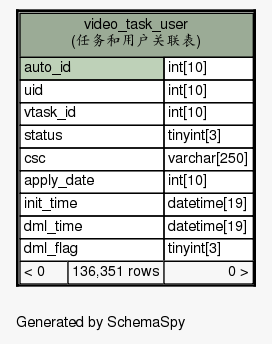 video_task_user
(任务和用户关联表)
auto_id int[10]
uid int[10]
vtask_id int[10]
status tinyint[3]
csc varchar[250]
apply_date int[10]
init_time datetime[19]
dml_time datetime[19]
dml_flag tinyint[3]
< 0 136,351 rows 0 >
Generated by SchemaSpy